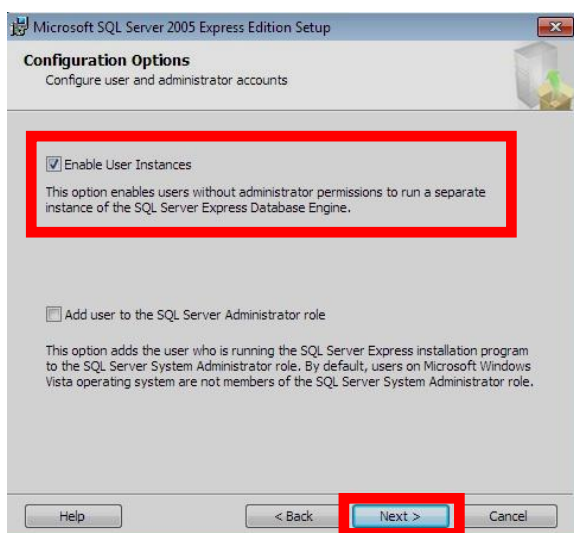 Microsoft SQL Server 2005 Express Edition Setup
Configuration Options
Configure user and administrator accounts
Enable User Instances
This option enables users without administrator permissions to run a separate
instance of the SQL Server Express Database Engine.
Add user to the SQL Server Administrator role
This option adds the user who is running the SQL Server Express installation program
to the SQL Server System Administrator role. By default, users on Microsoft Windows
Vista operating system are not members of the SQL Server System Administrator role.
Help < Back Next > Cancel